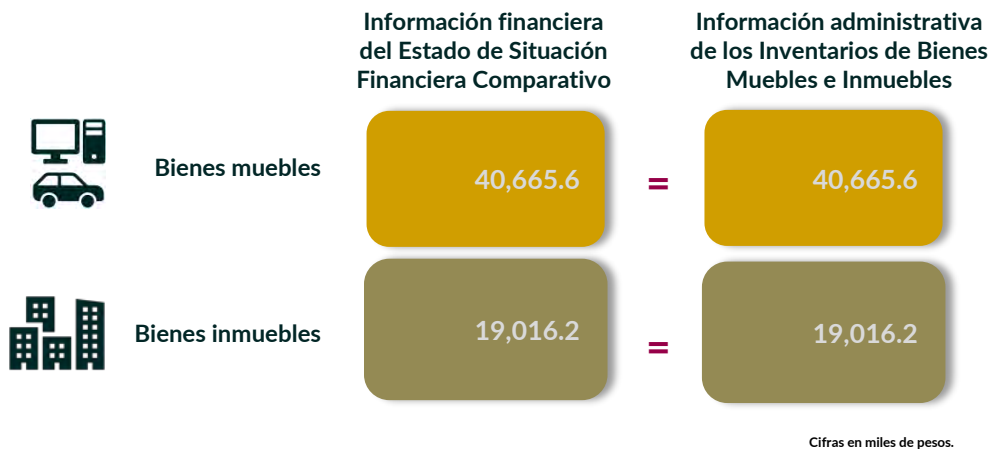 Información financiera
del Estado de Situación
Financiera Comparativo
Información administrativa
de los Inventarios de Bienes
Muebles e Inmuebles
Bienes muebles
40,665.6
=
40,665.6
Bienes inmuebles
19,016.2
=
19,016.2
Cifras en miles de pesos.